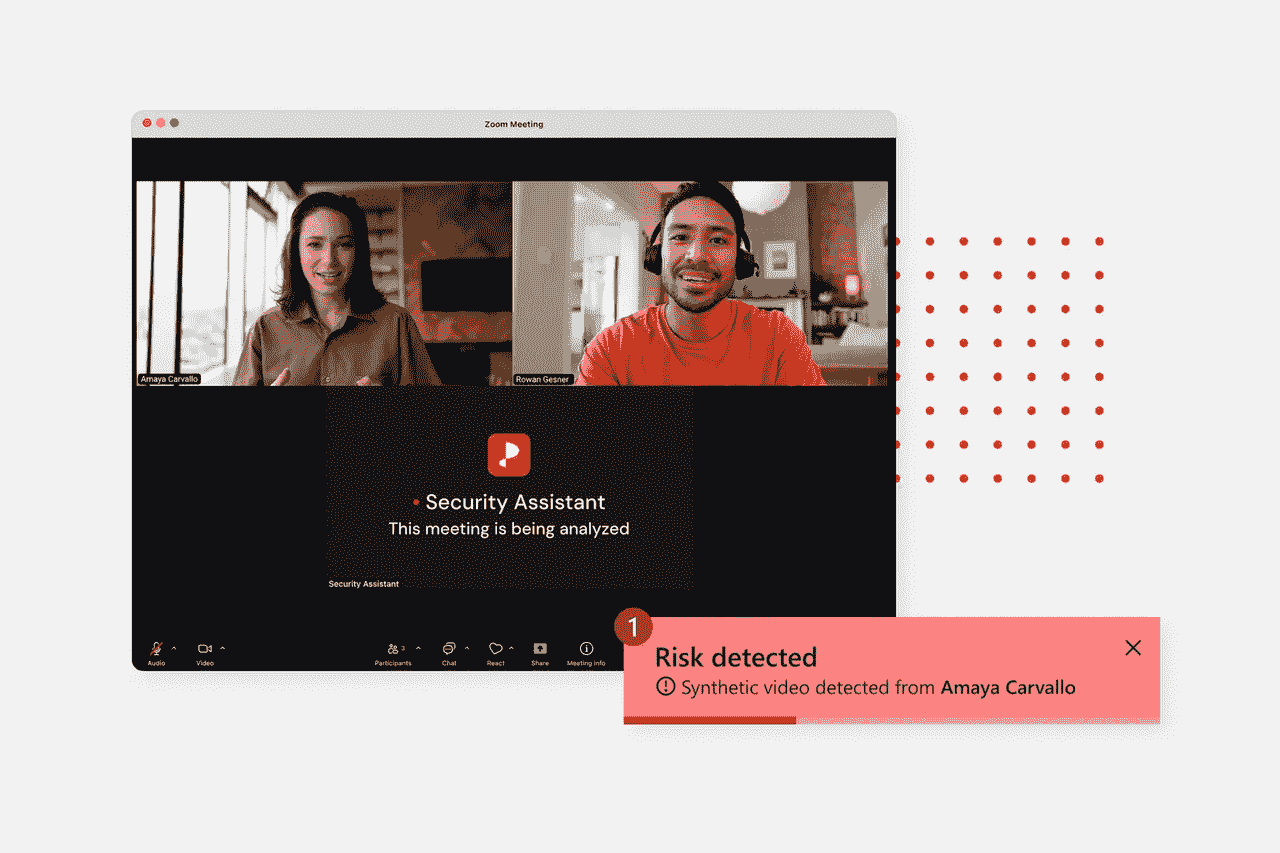 Zoom Meeting
Amaya Carvallo
Rowan Gesner
Security Assistant
This meeting is being analyzed
Security Assistant
Audio
Video
Participants
3
Chat
React
Share
Meeting info
1
Risk detected
Synthetic video detected from Amaya Carvallo